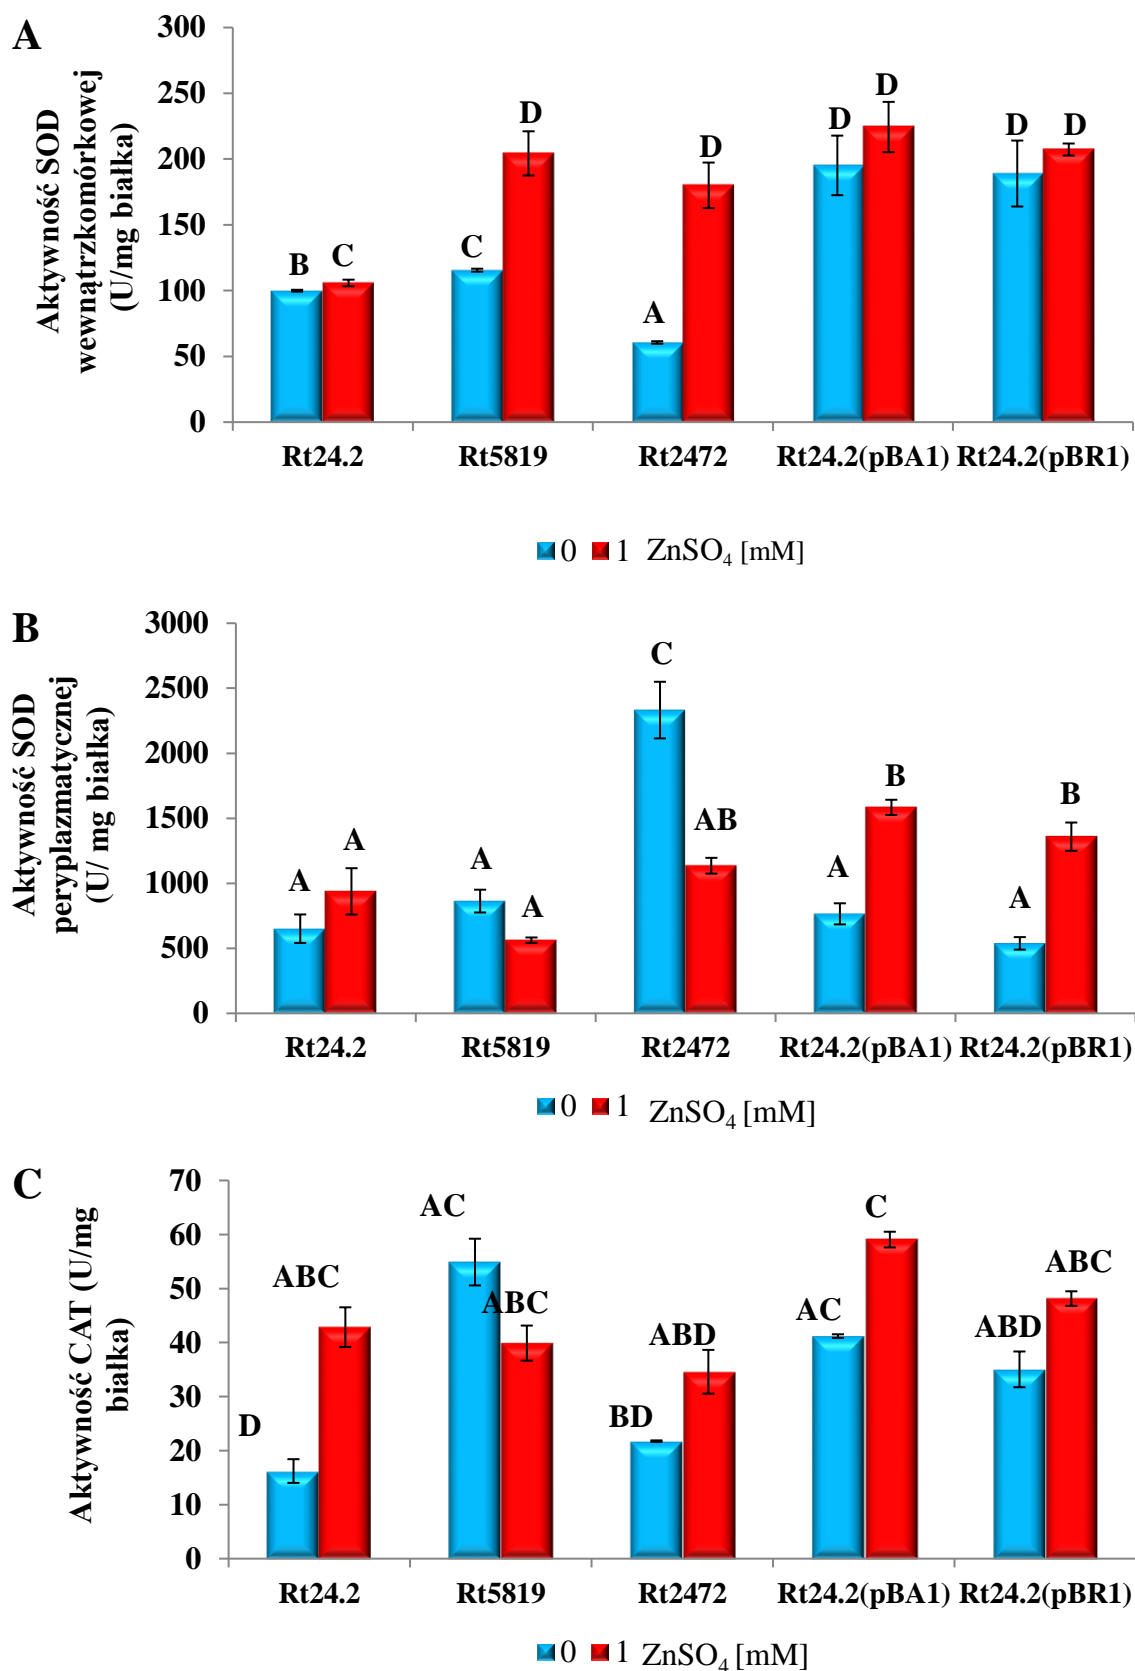 A
Aktywność SOD
wewnątrzkomórkowej
(U/mg białka)
300
250
200
150
100
50
0
B
C
C
D
A
D
D
D
D
D
Rt24.2 Rt5819 Rt2472 Rt24.2(pBA1) Rt24.2(pBR1)
0 1 ZnSO₄ [mM]
B
Aktywność SOD
peryplazmatycznej
(U/ mg białka)
3000
2500
2000
1500
1000
500
0
A
A
A
A
C
AB
A
B
A
B
Rt24.2 Rt5819 Rt2472 Rt24.2(pBA1) Rt24.2(pBR1)
0 1 ZnSO₄ [mM]
C
Aktywność CAT (U/mg
białka)
70
60
50
40
30
20
10
0
D
ABC
AC
ABC
BD
ABD
AC
C
ABD
ABC
Rt24.2 Rt5819 Rt2472 Rt24.2(pBA1) Rt24.2(pBR1)
0 1 ZnSO₄ [mM]